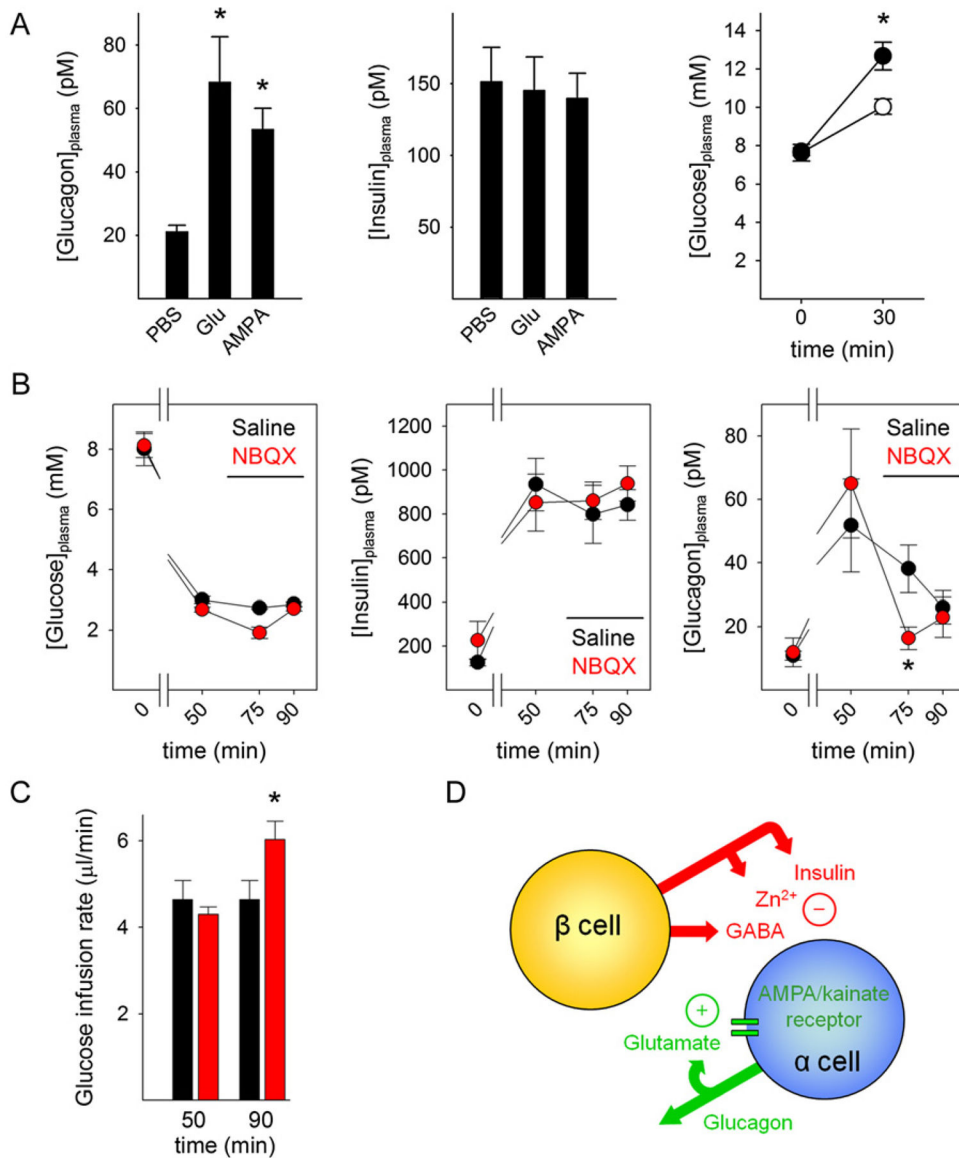 A
[Glucagon]plasma (pM)
80
60
40
20
*
*
PBS
Glu
AMPA
[Insulin]plasma (pM)
150
100
50
PBS
Glu
AMPA
[Glucose]plasma (mM)
14
12
10
8
6
4
2
*
0
30
time (min)
B
[Glucose]plasma (mM)
8
6
4
2
Saline
NBQX
0
50
75
90
time (min)
[Insulin]plasma (pM)
1200
1000
800
600
400
200
Saline
NBQX
0
50
75
90
time (min)
[Glucagon]plasma (pM)
80
60
40
20
Saline
NBQX
*
0
50
75
90
time (min)
C
Glucose infusion rate (µl/min)
6
4
2
*
50
90
time (min)
D
β cell
Insulin
Zn2+
−
GABA
AMPA/kainate
receptor
α cell
+
Glutamate
Glucagon